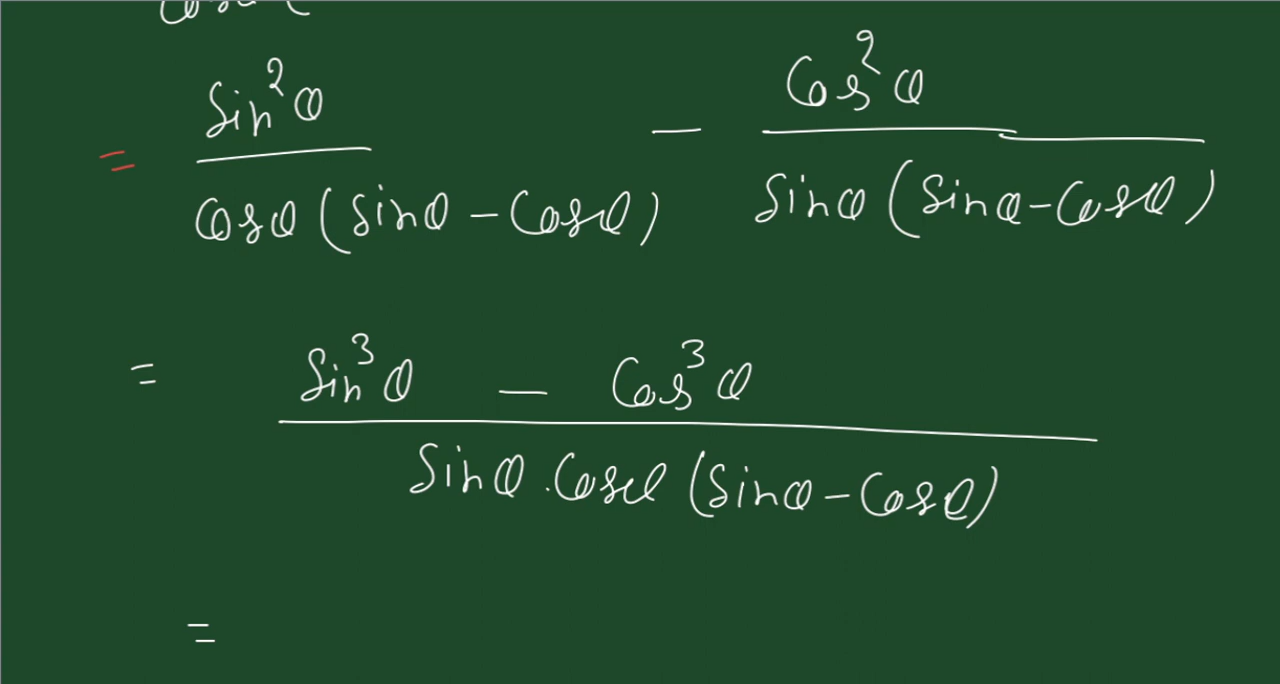 = Sin²θ / Cosθ (Sinθ - Cosθ) - Cos²θ / Sinθ (Sinθ - Cosθ)
= Sin³θ - Cos³θ / Sinθ . Cosθ (Sinθ - Cosθ)
=